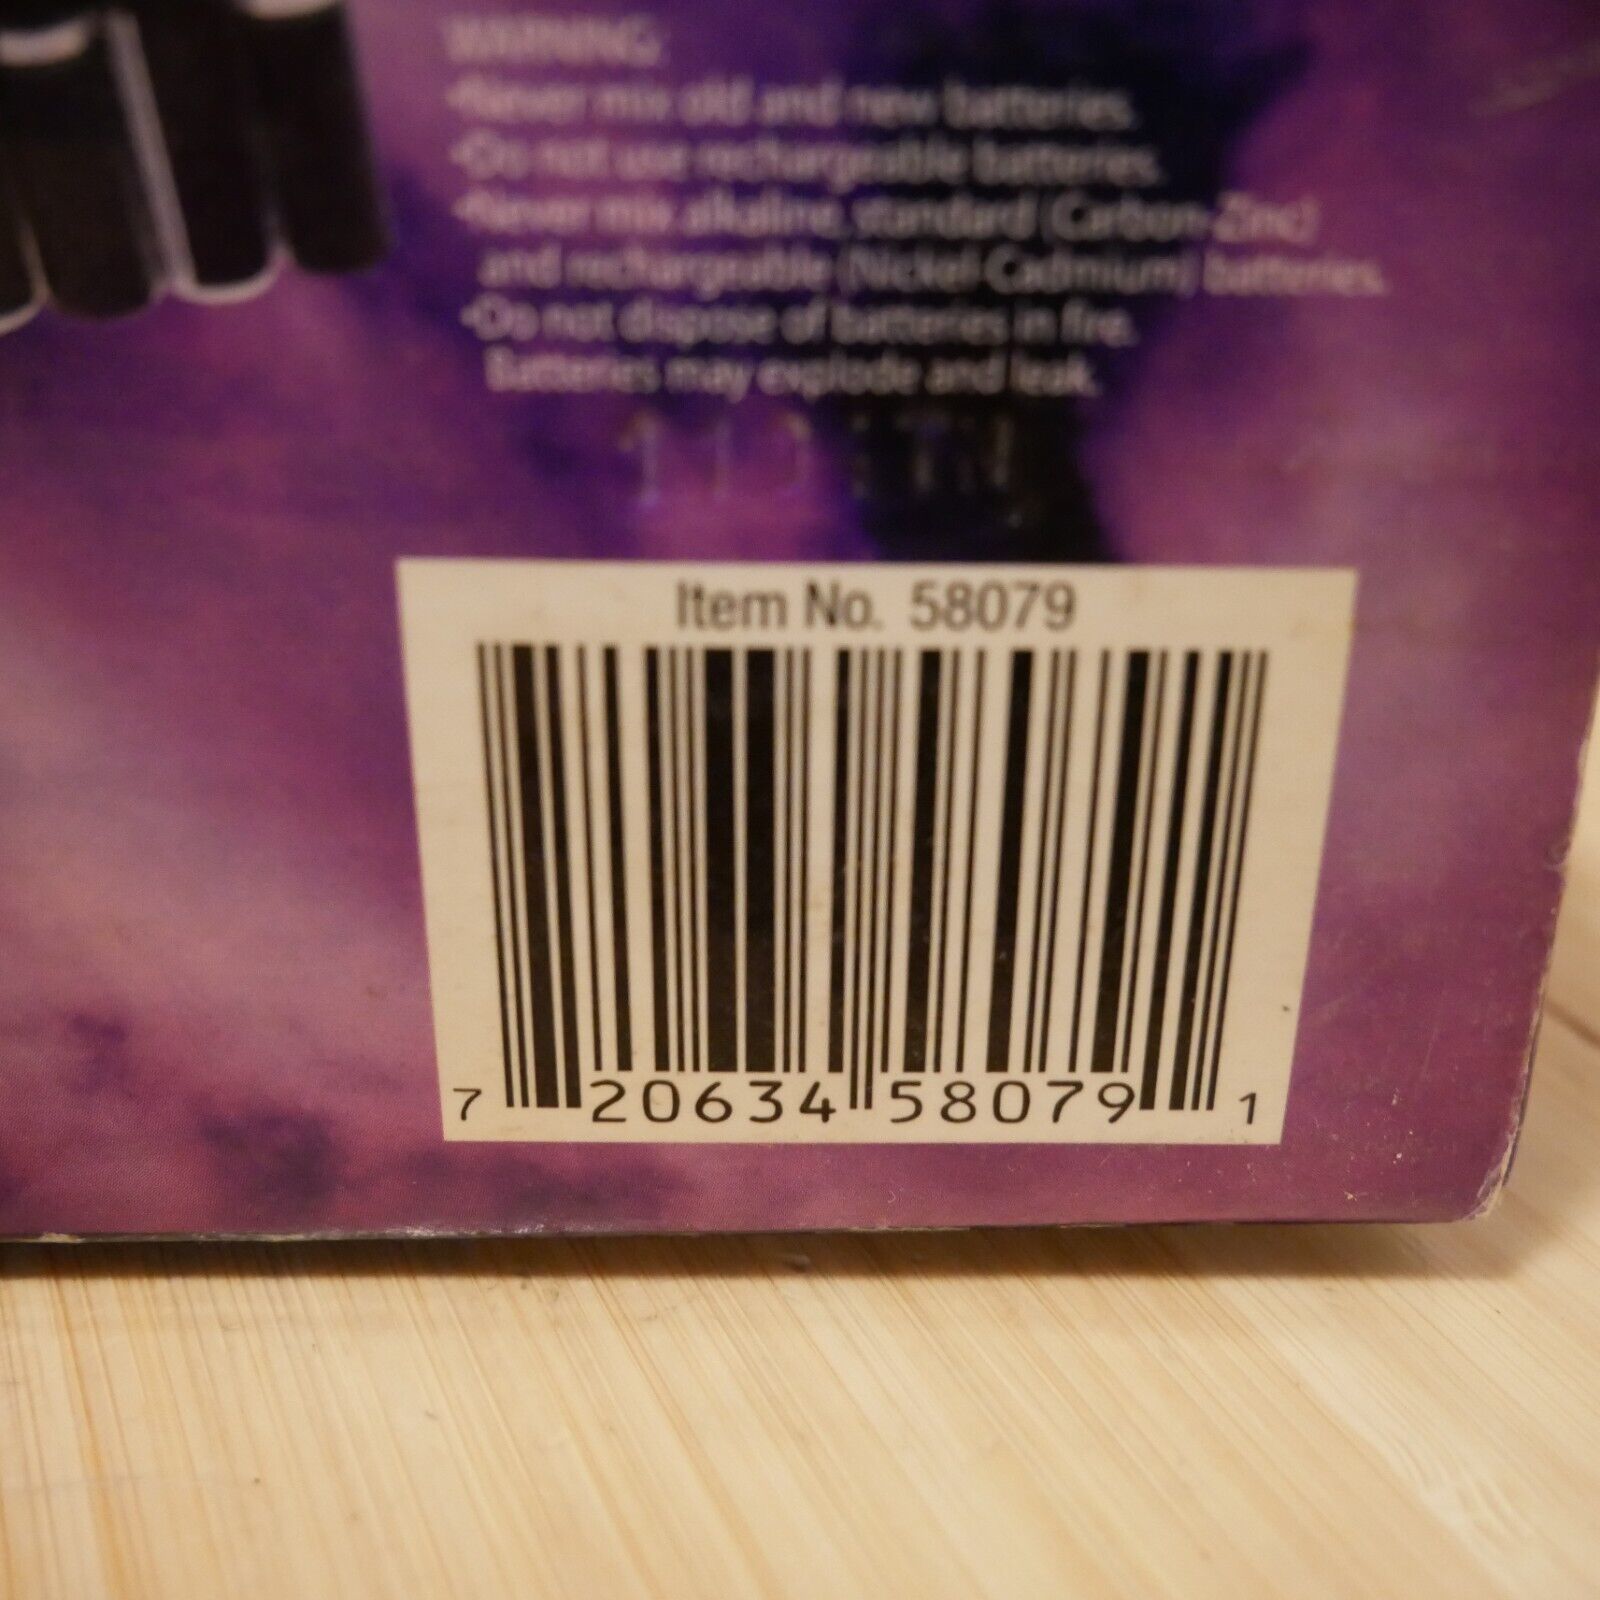 WARNING:
•Never mix old and new batteries.
•Do not use rechargeable batteries.
•Never mix alkaline, standard (Carbon-Zinc)
and rechargeable (Nickel-Cadmium) batteries.
•Do not dispose of batteries in fire.
Batteries may explode and leak.
Item No. 58079
7 20634 58079 1